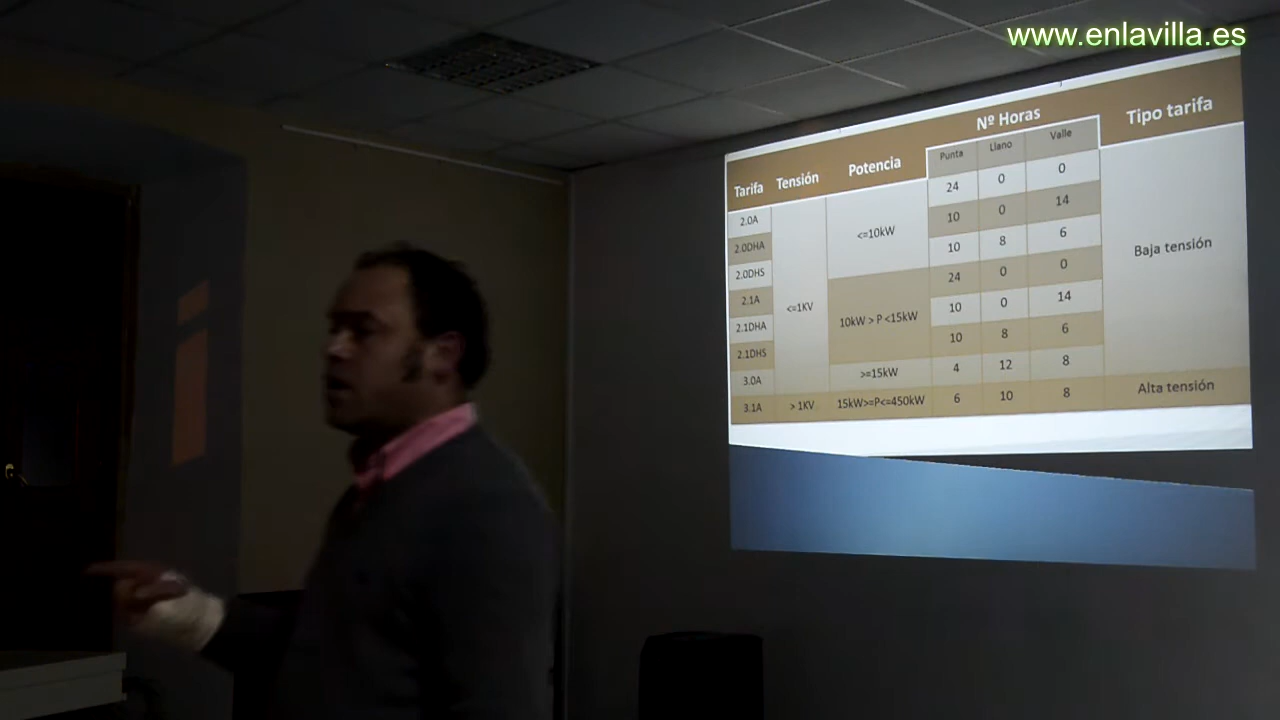 www.enlavilla.es
Nº Horas Tipo tarifa
Tarifa Tensión Potencia Punta Llano Valle
2.0A <=1KV <=10kW 24 0 0 Baja tensión
2.0DHA 10 0 14
2.0DHS 10 8 6
2.1A 10kW > P <15kW 24 0 0
2.1DHA 10 0 14
2.1DHS 10 8 6
3.0A >=15kW 4 12 8
3.1A > 1KV 15kW>=P<=450kW 6 10 8 Alta tensión